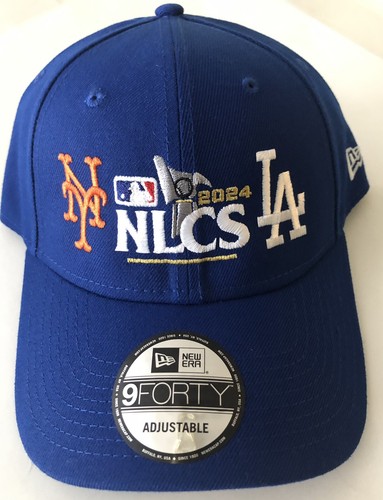 NY
2024
NLCS
LA
NEW ERA
9FORTY
ADJUSTABLE